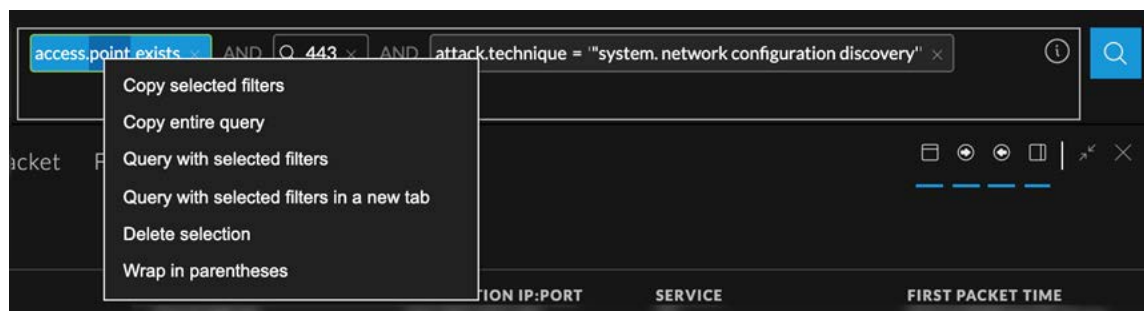 access.point exists × AND 443 × AND attack.technique = '"system. network configuration discovery"' ×
Copy selected filters
Copy entire query
acket F
Query with selected filters
Query with selected filters in a new tab
Delete selection
Wrap in parentheses
TION IP:PORT SERVICE FIRST PACKET TIME